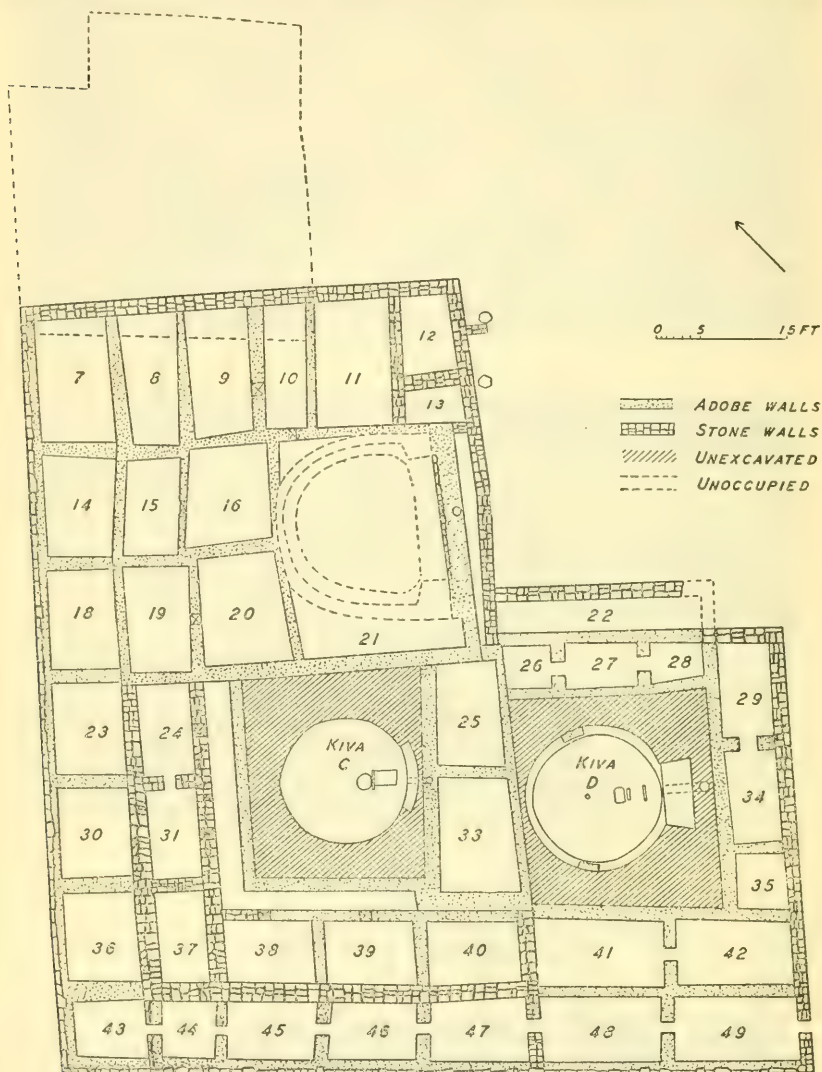 0 5 15 FT
ADOBE WALLS
STONE WALLS
UNEXCAVATED
UNOCCUPIED
7 8 9 10 11 12
13
14 15 16
18 19 20 21
22
26 27 28
29
23 24 25
KIVA
C
KIVA
D
30 31 33 34
35
36 37 38 39 40 41 42
43 44 45 46 47 48 49